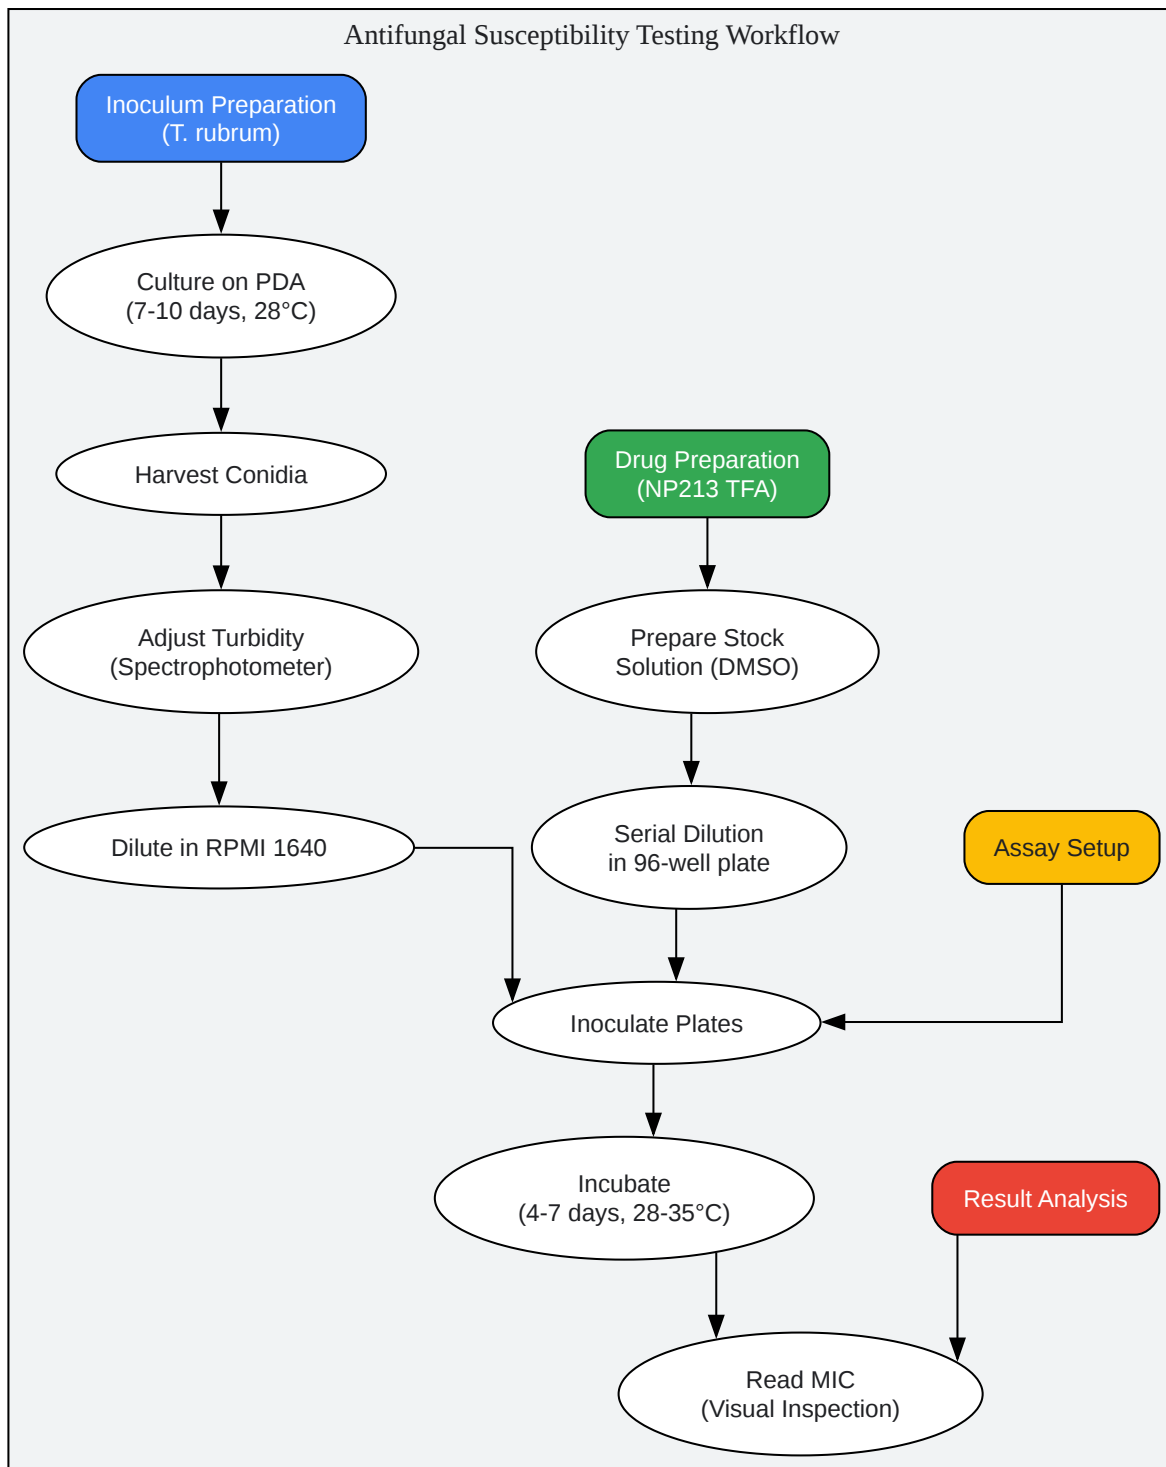 Antifungal Susceptibility Testing Workflow
Inoculum Preparation
(T. rubrum)
Culture on PDA
(7-10 days, 28°C)
Harvest Conidia
Adjust Turbidity
(Spectrophotometer)
Dilute in RPMI 1640
Drug Preparation
(NP213 TFA)
Prepare Stock
Solution (DMSO)
Serial Dilution
in 96-well plate
Assay Setup
Inoculate Plates
Incubate
(4-7 days, 28-35°C)
Result Analysis
Read MIC
(Visual Inspection)